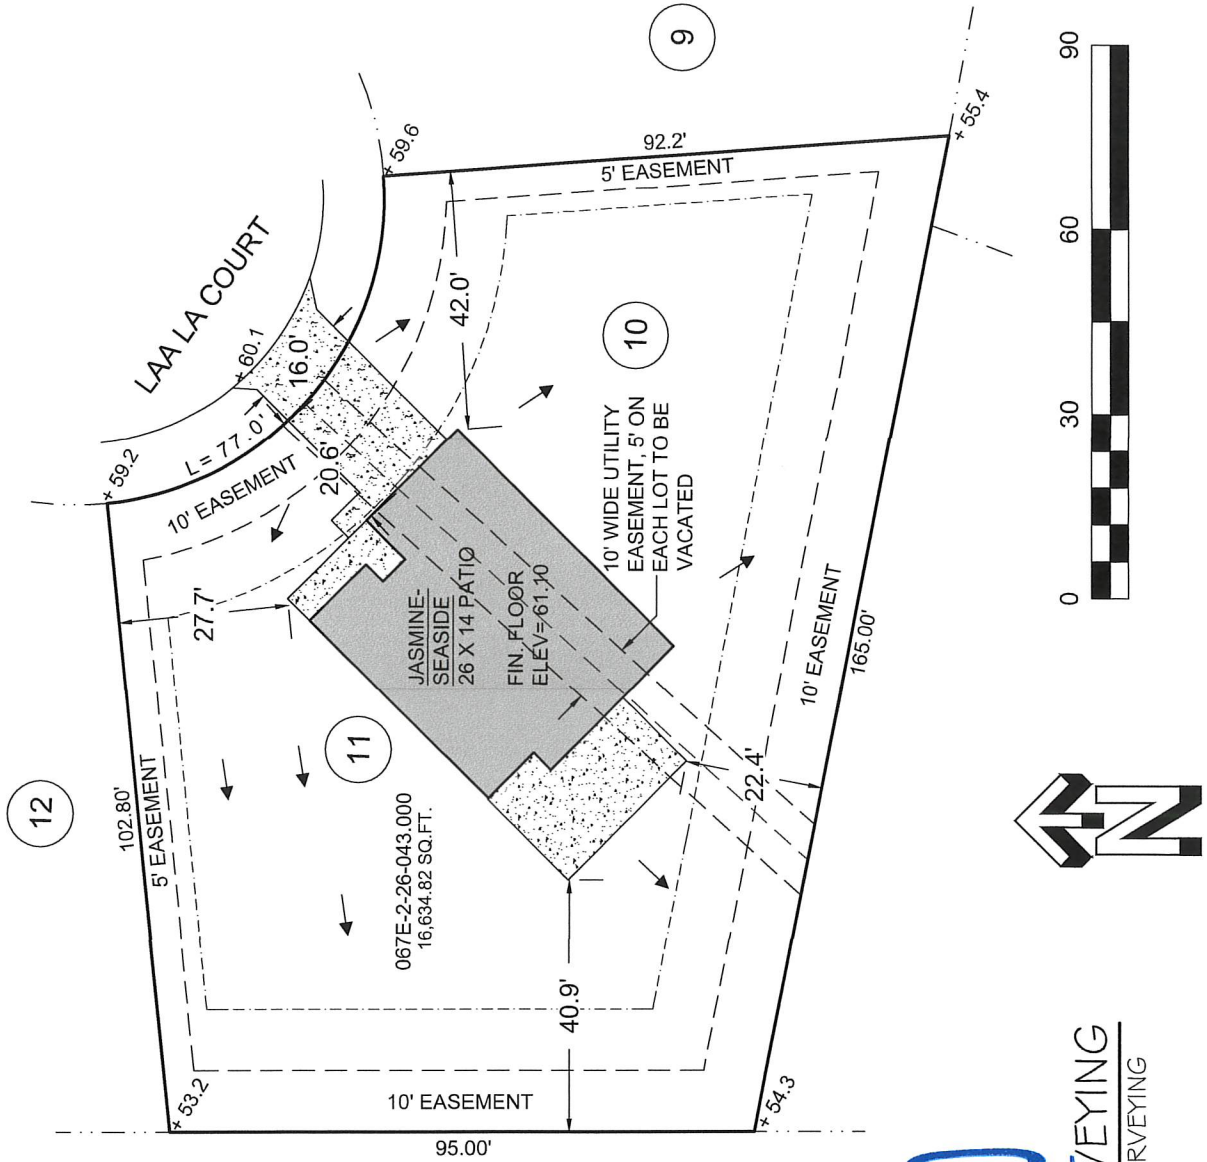 9
92.2'
5' EASEMENT
+ 59.6
+ 55.4
LAA LA COURT
+ 60.1
16.0'
42.0'
10
+ 59.2
L = 77.0'
10' EASEMENT
20.6'
27.7'
10' WIDE UTILITY
EASEMENT, 5' ON
EACH LOT TO BE
VACATED
JASMINE-
SEASIDE
26 X 14 PATIO
FIN. FLOOR
ELEV= 61.10
10' EASEMENT
165.00'
22.4'
12
102.80'
5' EASEMENT
11
067E-2-26-043.000
16,634.82 SQ.FT.
40.9'
+ 53.2
10' EASEMENT
95.00'
+ 54.3
0
30
60
90
N
VEYING
RVEYING